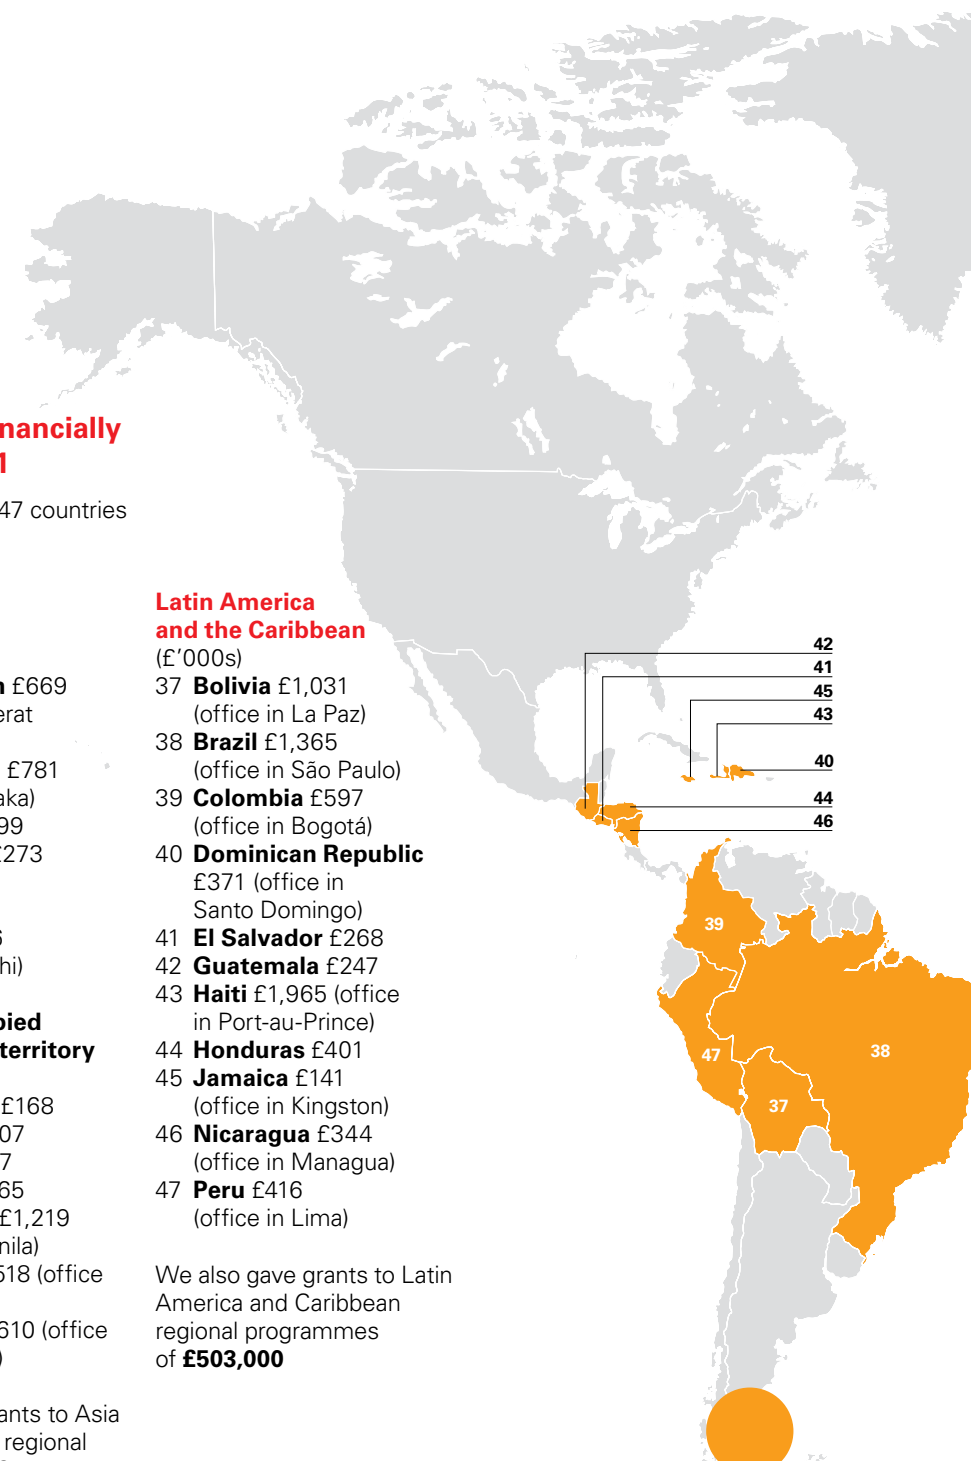 nancially
1
47 countries
£669
erat
£781
aka)
99
£273
6
hi)
pied
territory
£168
07
7
65
£1,219
nila)
518 (office
610 (office
)
ants to Asia
regional
Latin America
and the Caribbean
(£’000s)
37 Bolivia £1,031
(office in La Paz)
38 Brazil £1,365
(office in São Paulo)
39 Colombia £597
(office in Bogotá)
40 Dominican Republic
£371 (office in
Santo Domingo)
41 El Salvador £268
42 Guatemala £247
43 Haiti £1,965 (office
in Port-au-Prince)
44 Honduras £401
45 Jamaica £141
(office in Kingston)
46 Nicaragua £344
(office in Managua)
47 Peru £416
(office in Lima)
We also gave grants to Latin
America and Caribbean
regional programmes
of £503,000
42
41
45
43
40
44
46
39
47
38
37